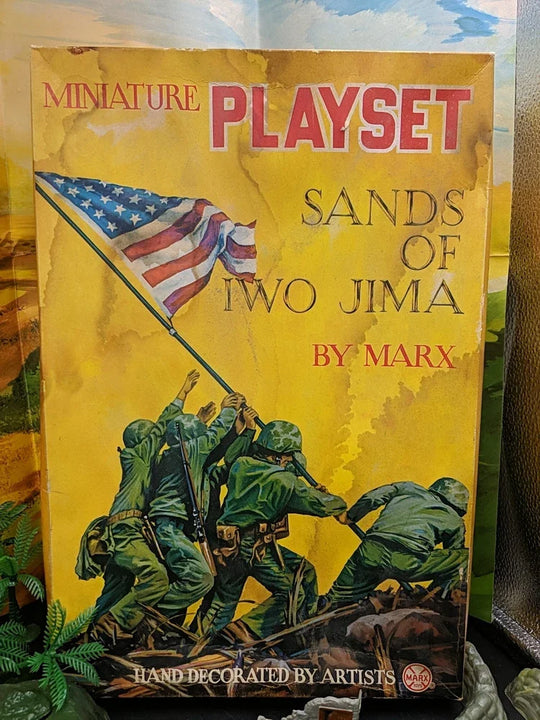 MINIATURE PLAYSET
SANDS
OF
IWO JIMA
BY MARX
HAND DECORATED BY ARTISTS MARX